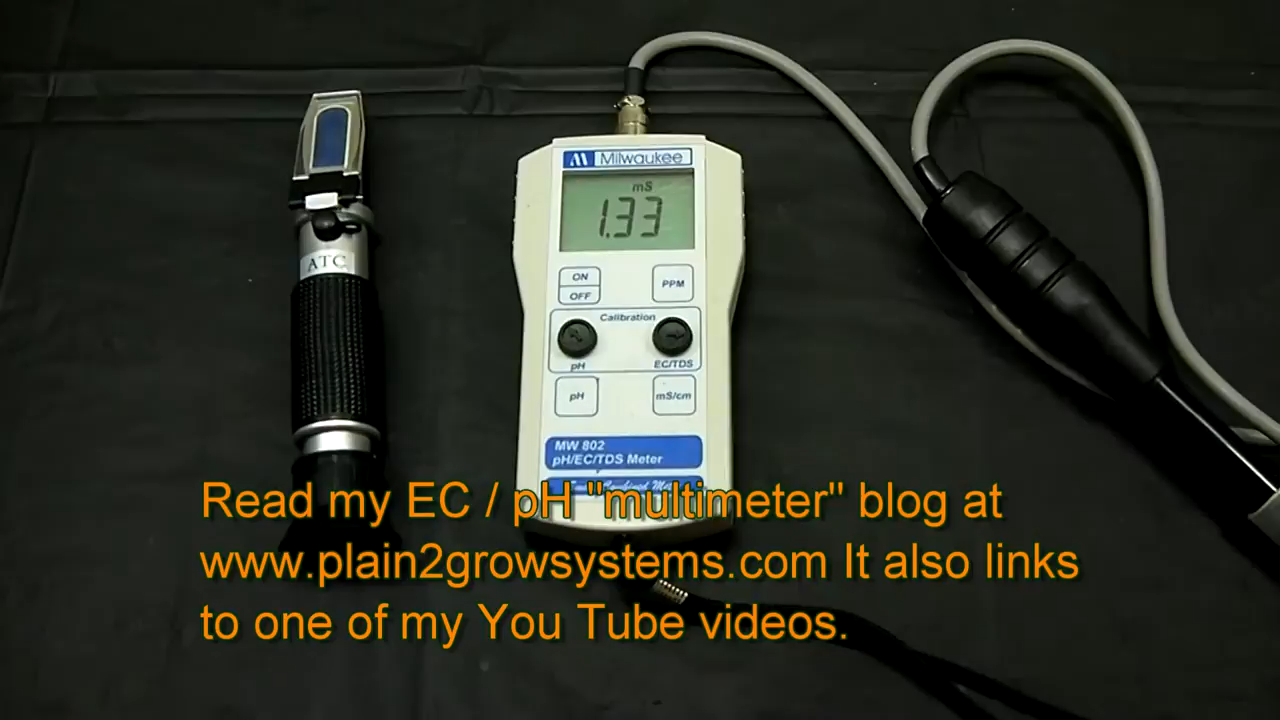 Milwaukee
mS
1.33
ON
OFF
PPM
Calibration
pH
EC/TDS
pH
mS/cm
MW 802
pH/EC/TDS Meter
Combined
ATC
Read my EC / pH "multimeter" blog at
www.plain2growsystems.com It also links
to one of my You Tube videos.